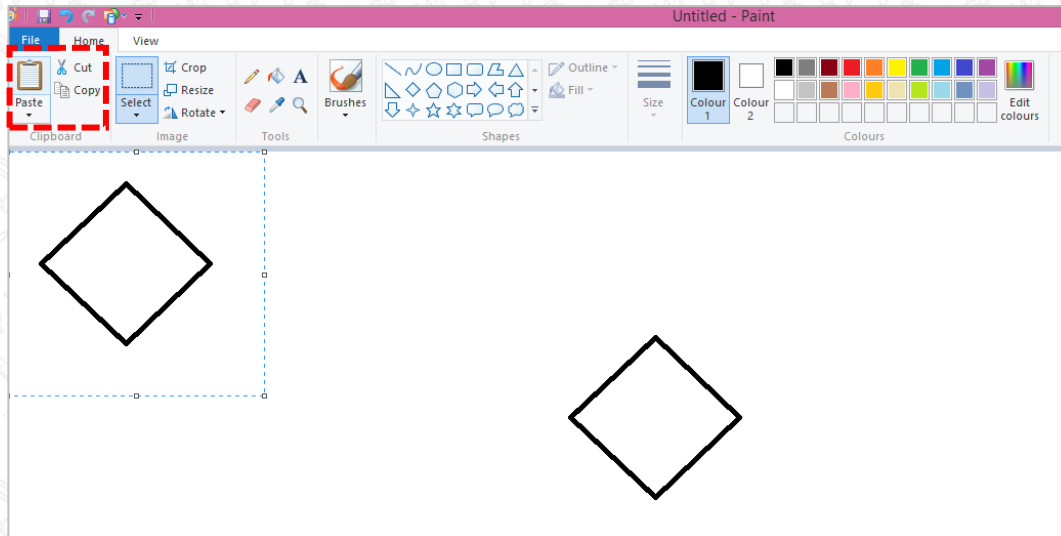 Untitled - Paint
File Home View
Paste
Cut
Copy
Clipboard
Select
Crop
Resize
Rotate
Image
A
Tools
Brushes
Shapes
Outline
Fill
Size
Colour 1
Colour 2
Edit colours
Colours